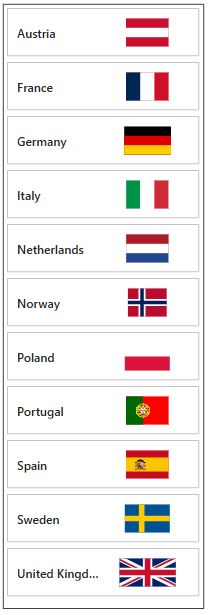 Austria
France
Germany
Italy
Netherlands
Norway
Poland
Portugal
Spain
Sweden
United Kingd...